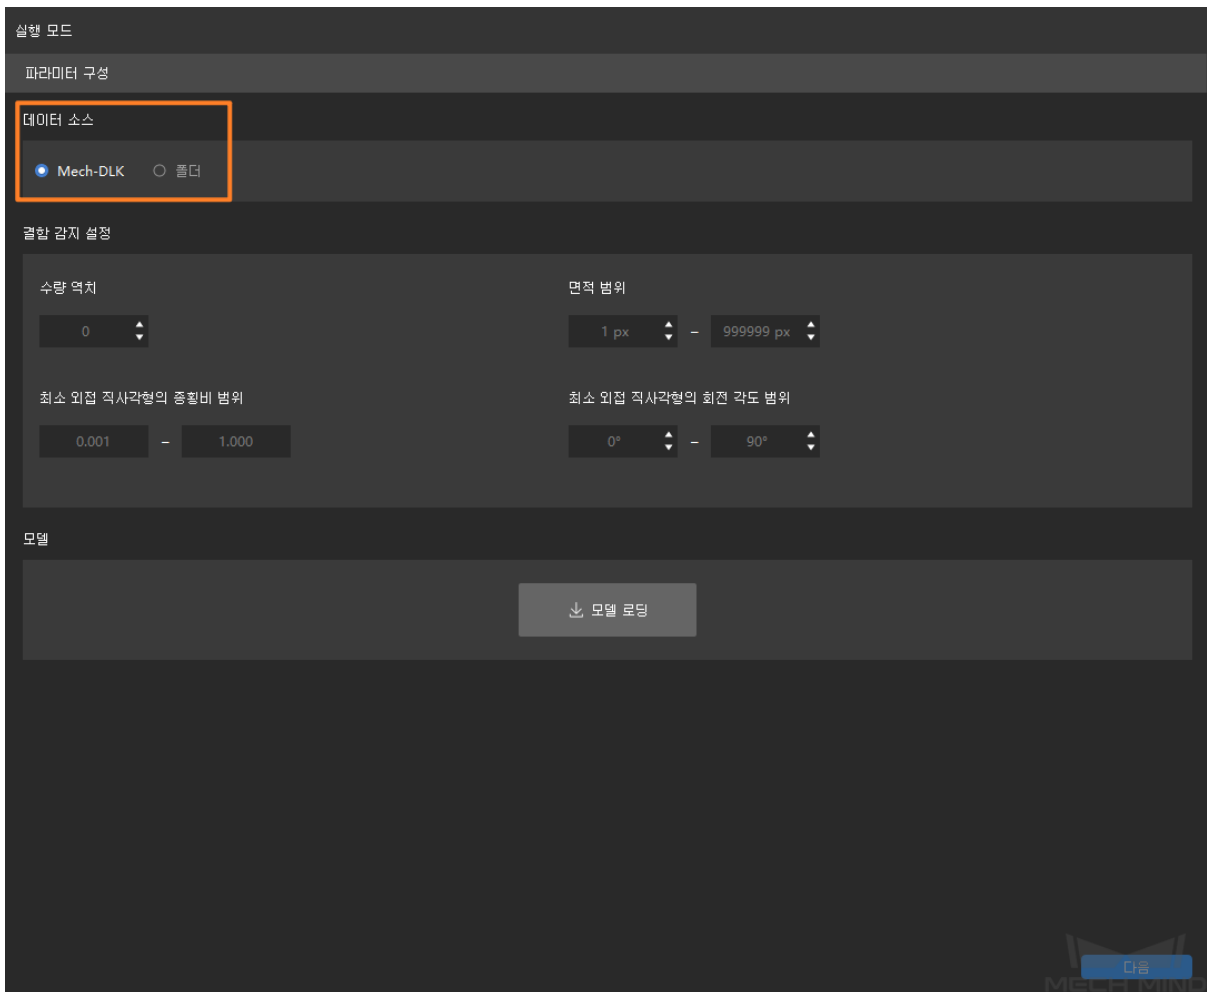 실행 모드
파라미터 구성
데이터 소스
Mech-DLK 폴더
결함 감지 설정
수량 역치 면적 범위
0 1 px – 999999 px
최소 외접 직사각형의 종횡비 범위 최소 외접 직사각형의 회전 각도 범위
0.001 – 1.000 0° – 90°
모델
모델 로딩
다음
MECH MIND